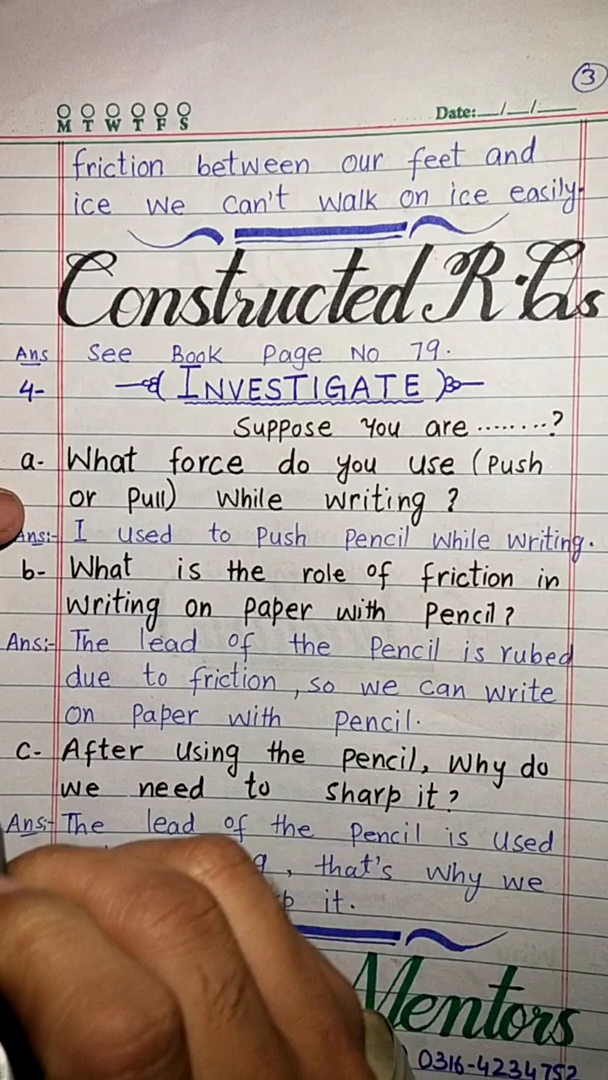 3
M T W T F S
Date: __/__/__
friction between our feet and
ice we can't walk on ice easily.
Constructed R.Qs
Ans See Book Page No 79.
4- INVESTIGATE
Suppose you are ........?
a- What force do you use (Push
or Pull) while writing ?
Ans:- I used to push Pencil while writing.
b- What is the role of friction in
writing on paper with Pencil ?
Ans:- The lead of the Pencil is rubed
due to friction , so we can write
on Paper with pencil.
c- After using the pencil, why do
we need to sharp it ?
Ans:- The lead of the Pencil is used
, that's why we
it.
Mentors
0316-4234752